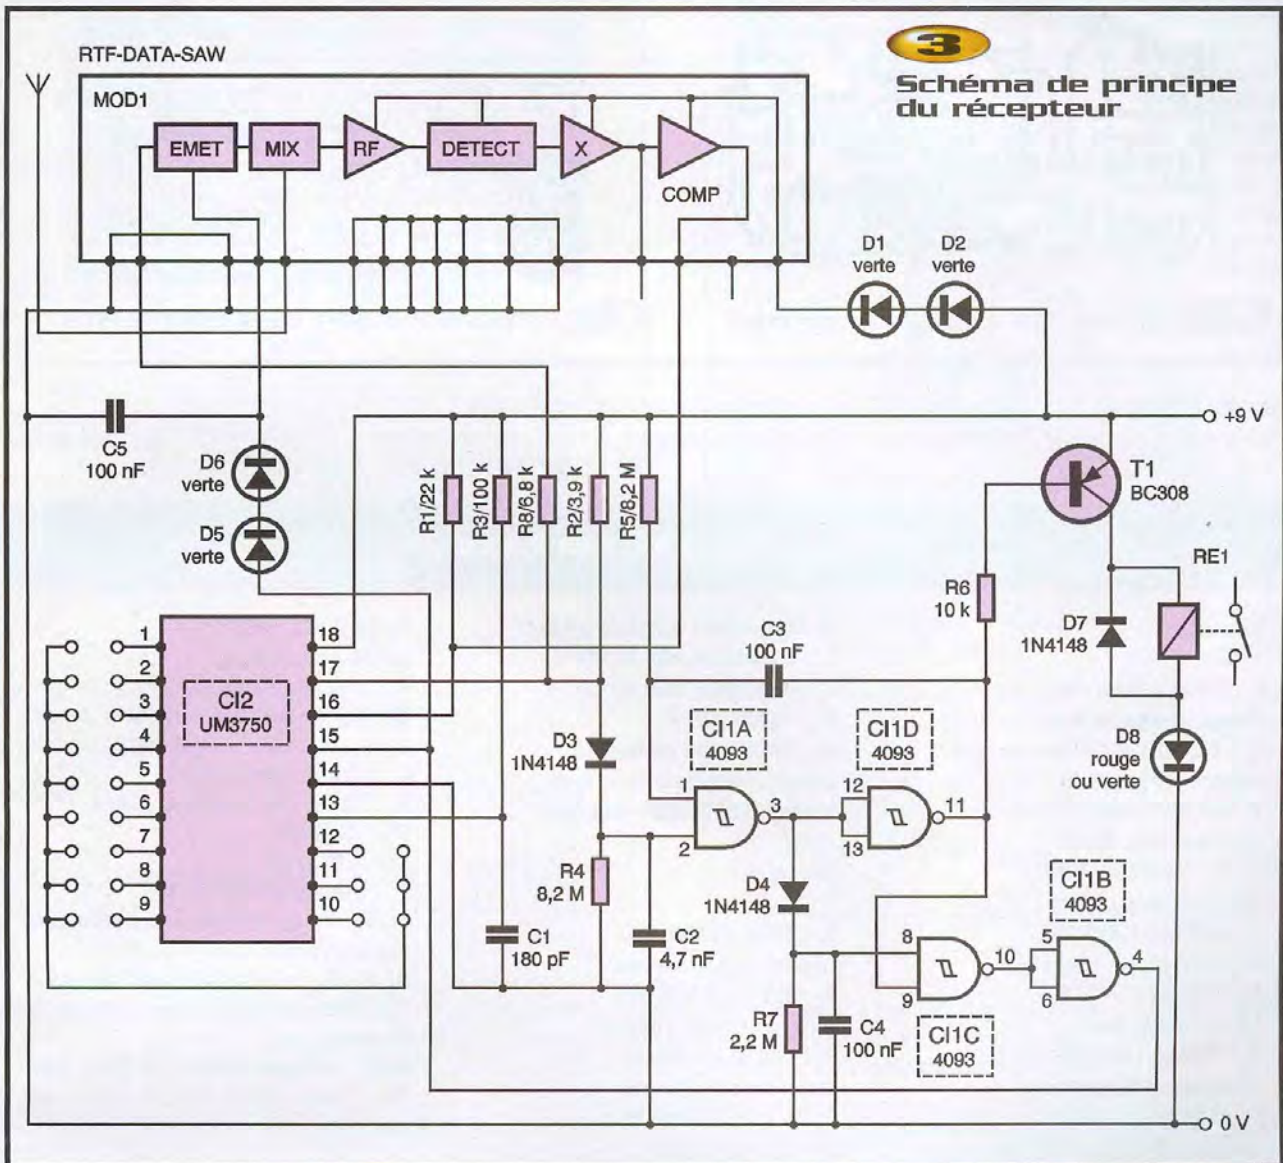 3
Schéma de principe
du récepteur
RTF-DATA-SAW
MOD1
EMET
MIX
RF
DETECT
X
COMP
D1
verte
D2
verte
C5
100 nF
D6
verte
D5
verte
+9 V
T1
BC308
R1/22 k
R3/100 k
R8/6,8 k
R2/3,9 k
R5/8,2 M
R6
10 k
RE1
D7
1N4148
C3
100 nF
1
2
3
4
5
6
7
8
9
CI2
UM3750
18
17
16
15
14
13
12
11
10
D3
1N4148
CI1A
4093
CI1D
4093
D8
rouge
ou verte
1
2
3
12
13
11
R4
8,2 M
D4
1N4148
CI1B
4093
C1
180 pF
C2
4,7 nF
8
9
10
5
6
4
R7
2,2 M
C4
100 nF
CI1C
4093
0 V